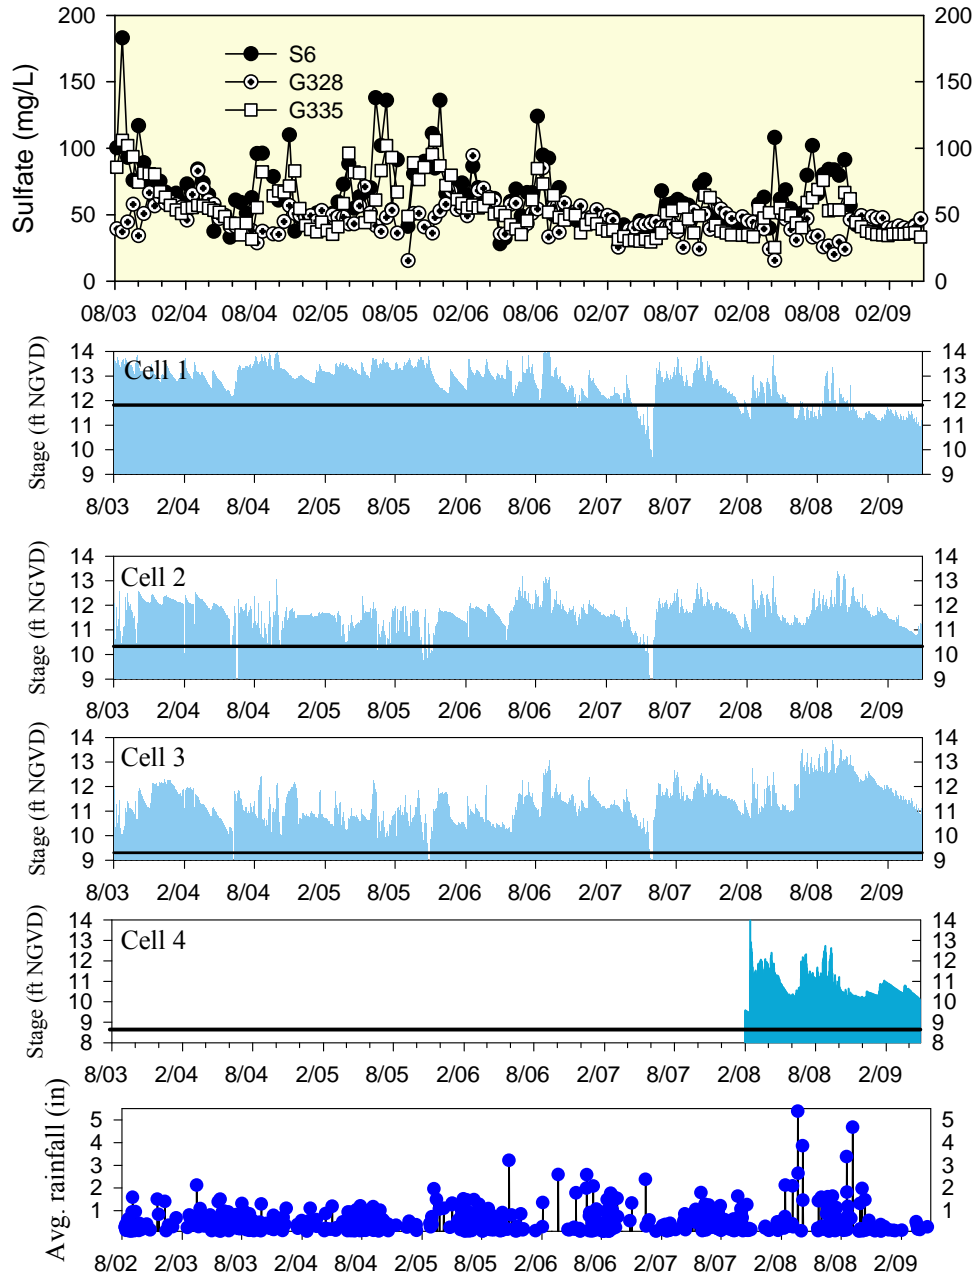 200 200
S6
150 150
G328
G335
Sulfate (mg/L)
100 100
50 50
0 0
08/03 02/04 08/04 02/05 08/05 02/06 08/06 02/07 08/07 02/08 08/08 02/09
14 14
Cell 1
13 13
12 12
11 11
10 10
9 9
Stage (ft NGVD)
8/03 2/04 8/04 2/05 8/05 2/06 8/06 2/07 8/07 2/08 8/08 2/09
14 14
Cell 2
13 13
12 12
11 11
10 10
9 9
Stage (ft NGVD)
8/03 2/04 8/04 2/05 8/05 2/06 8/06 2/07 8/07 2/08 8/08 2/09
14 14
Cell 3
13 13
12 12
11 11
10 10
9 9
Stage (ft NGVD)
8/03 2/04 8/04 2/05 8/05 2/06 8/06 2/07 8/07 2/08 8/08 2/09
14 14
Cell 4
13 13
12 12
11 11
10 10
9 9
8 8
Stage (ft NGVD)
8/03 2/04 8/04 2/05 8/05 2/06 8/06 2/07 8/07 2/08 8/08 2/09
5 5
4 4
3 3
2 2
1 1
Avg. rainfall (in)
8/02 2/03 8/03 2/04 8/04 2/05 8/05 2/06 8/06 2/07 8/07 2/08 8/08 2/09